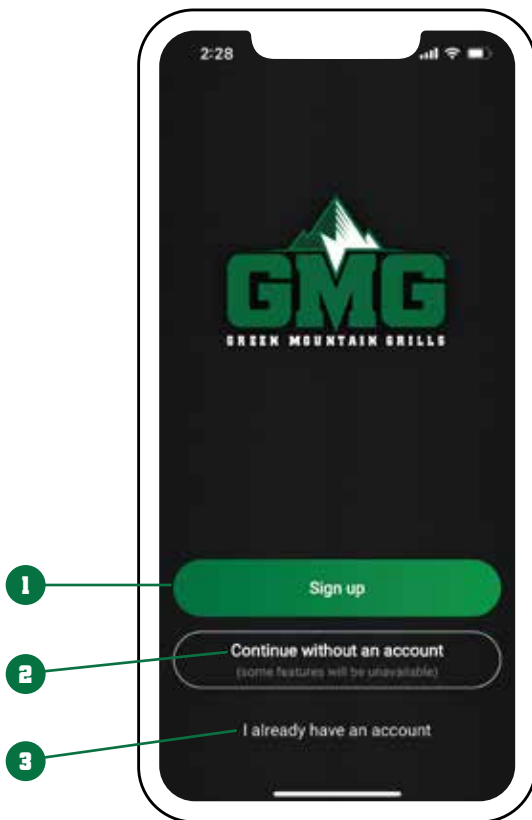 2:28
GMG
GREEN MOUNTAIN GRILLS
1
Sign up
2
Continue without an account
(some features will be unavailable)
3
I already have an account